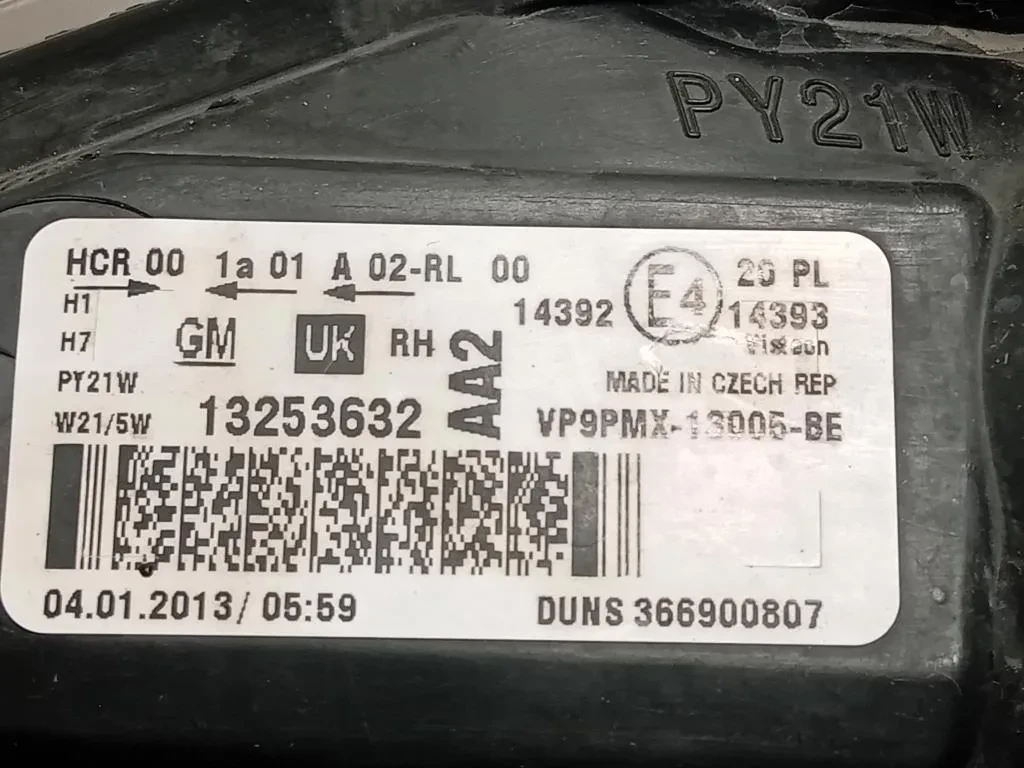 PY21W
HCR 00 1a 01 A 02-RL 00
E4 20 PL
14392 14393
H1
H7 GM UK RH AA2 Visteon
PY21W MADE IN CZECH REP
W21/5W 13253632 VP9PMX-13005-BE
04.01.2013/ 05:59 DUNS 366900807